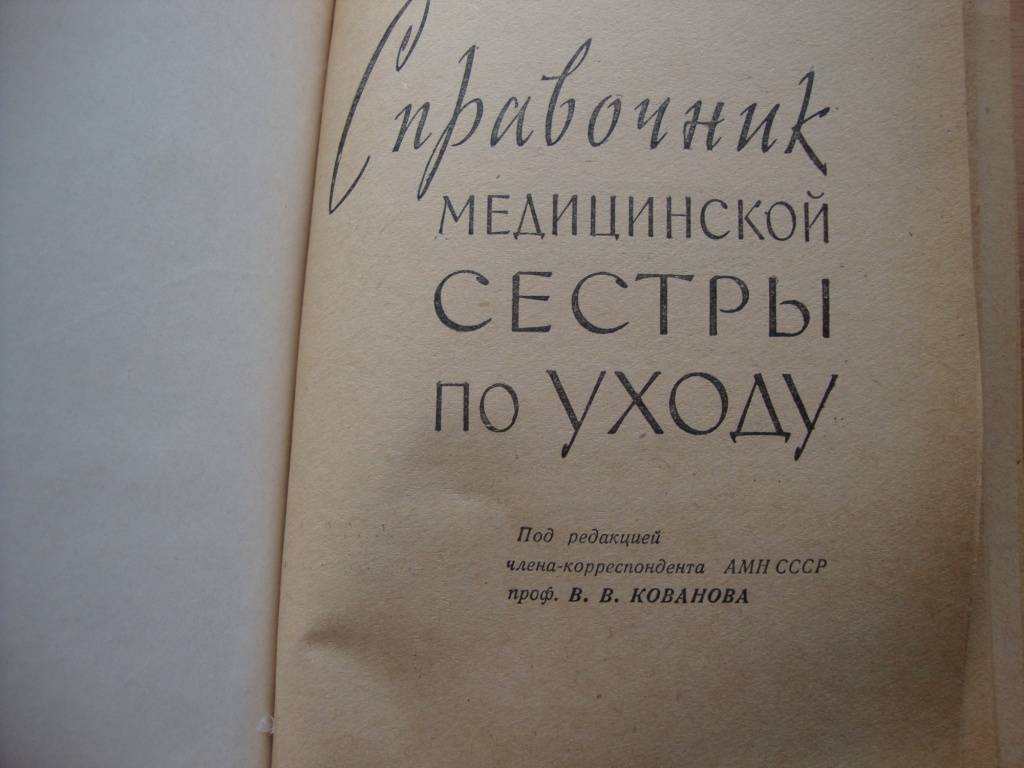 Справочник
МЕДИЦИНСКОЙ
СЕСТРЫ
ПО УХОДУ
Под редакцией
члена-корреспондента АМН СССР
проф. В. В. КОВАНОВА